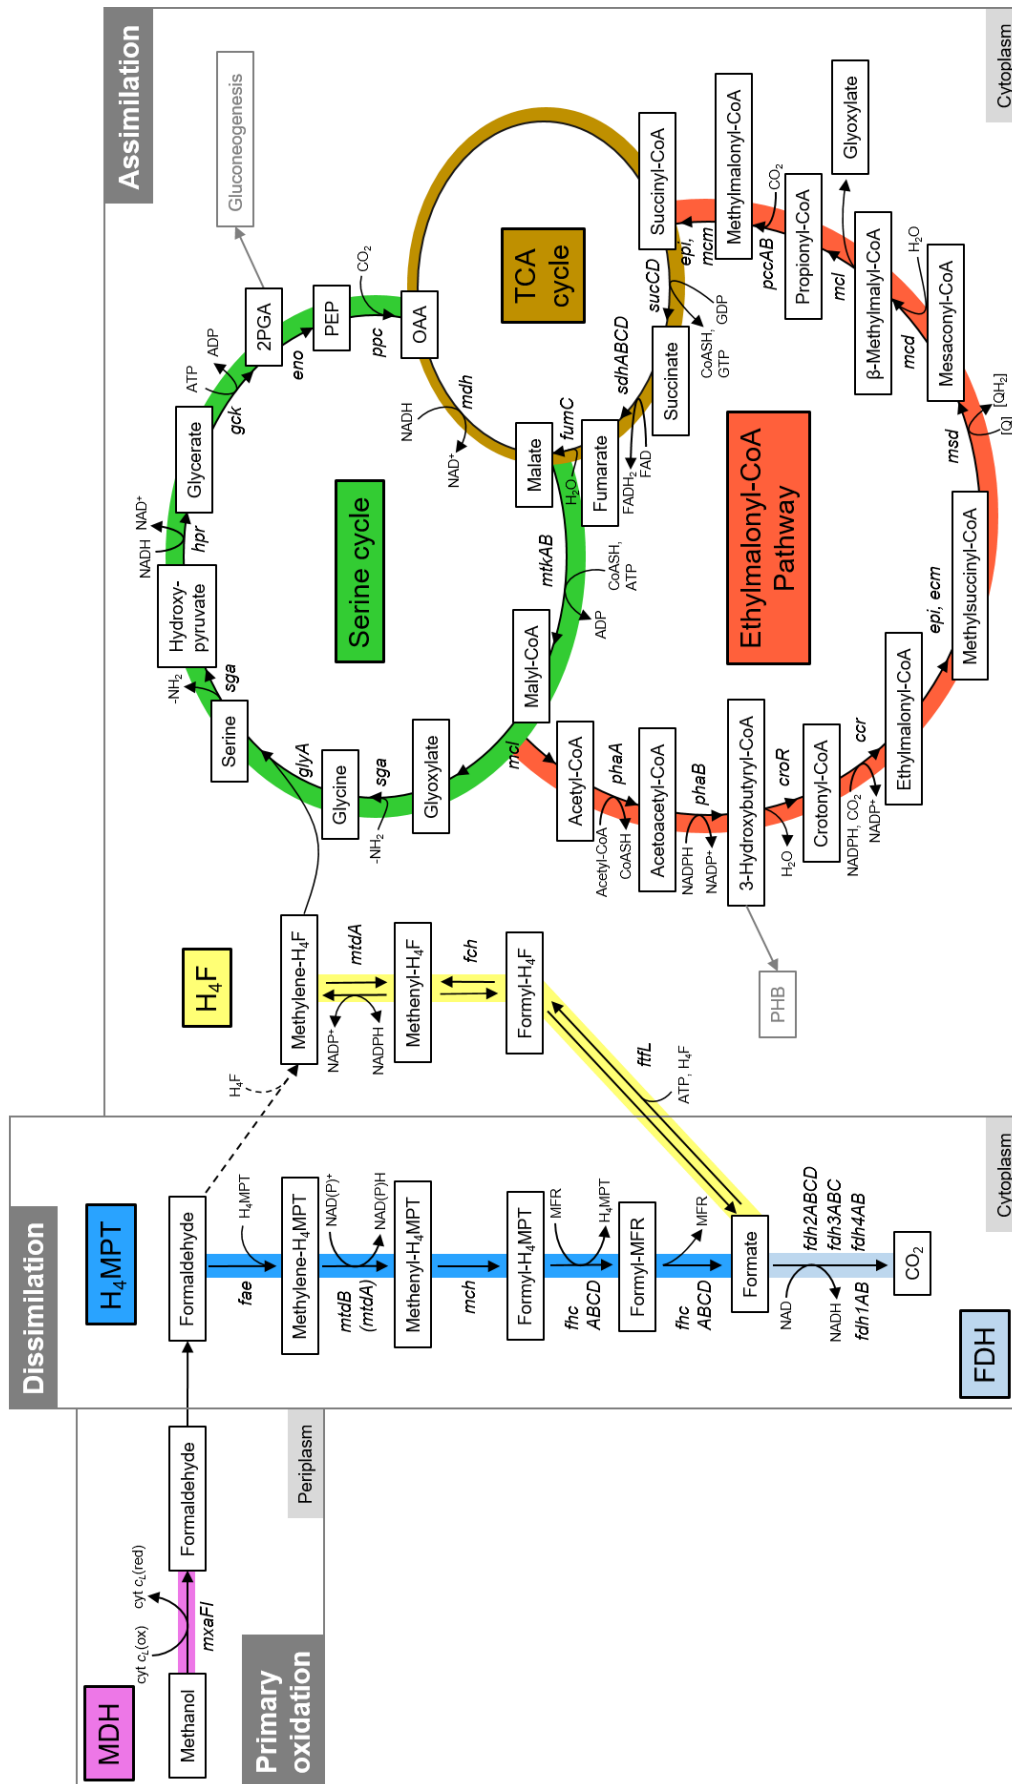 Primary
oxidation
MDH
Methanol
cyt cL(ox)
cyt cL(red)
mxaFI
Formaldehyde
Periplasm
Dissimilation
H4MPT
Formaldehyde
fae
H4MPT
Methylene-H4MPT
mtdB
(mtdA)
NAD(P)+
NAD(P)H
Methenyl-H4MPT
mch
Formyl-H4MPT
fhc
ABCD
MFR
H4MPT
Formyl-MFR
fhc
ABCD
MFR
Formate
NAD
NADH
fdh1AB
fdh2ABCD
fdh3ABC
fdh4AB
CO2
FDH
Cytoplasm
Assimilation
H4F
H4F
Methylene-H4F
mtdA
NADP+
NADPH
Methenyl-H4F
fch
Formyl-H4F
ftfL
ATP, H4F
Serine cycle
Serine
sga
-NH2
Hydroxy-
pyruvate
hpr
NADH
NAD+
Glycerate
gck
ATP
ADP
2PGA
Gluconeogenesis
eno
PEP
ppc
CO2
OAA
mdh
NADH
NAD+
Malate
mtkAB
CoASH,
ATP
ADP
Malyl-CoA
mcl
Glyoxylate
sga
-NH2
Glycine
glyA
TCA
cycle
Succinyl-CoA
sucCD
GDP
CoASH,
GTP
Succinate
sdhABCD
FAD
FADH2
Fumarate
fumC
H2O
Ethylmalonyl-CoA
Pathway
Acetyl-CoA
phaA
Acetyl-CoA
CoASH
Acetoacetyl-CoA
phaB
NADPH
NADP+
3-Hydroxybutyryl-CoA
PHB
croR
H2O
Crotonyl-CoA
ccr
NADPH, CO2
NADP+
Ethylmalonyl-CoA
epi, ecm
Methylsuccinyl-CoA
msd
[Q]
[QH2]
Mesaconyl-CoA
mcd
H2O
β-Methylmalyl-CoA
mcl
Glyoxylate
Propionyl-CoA
pccAB
CO2
Methylmalonyl-CoA
epi,
mcm
Cytoplasm